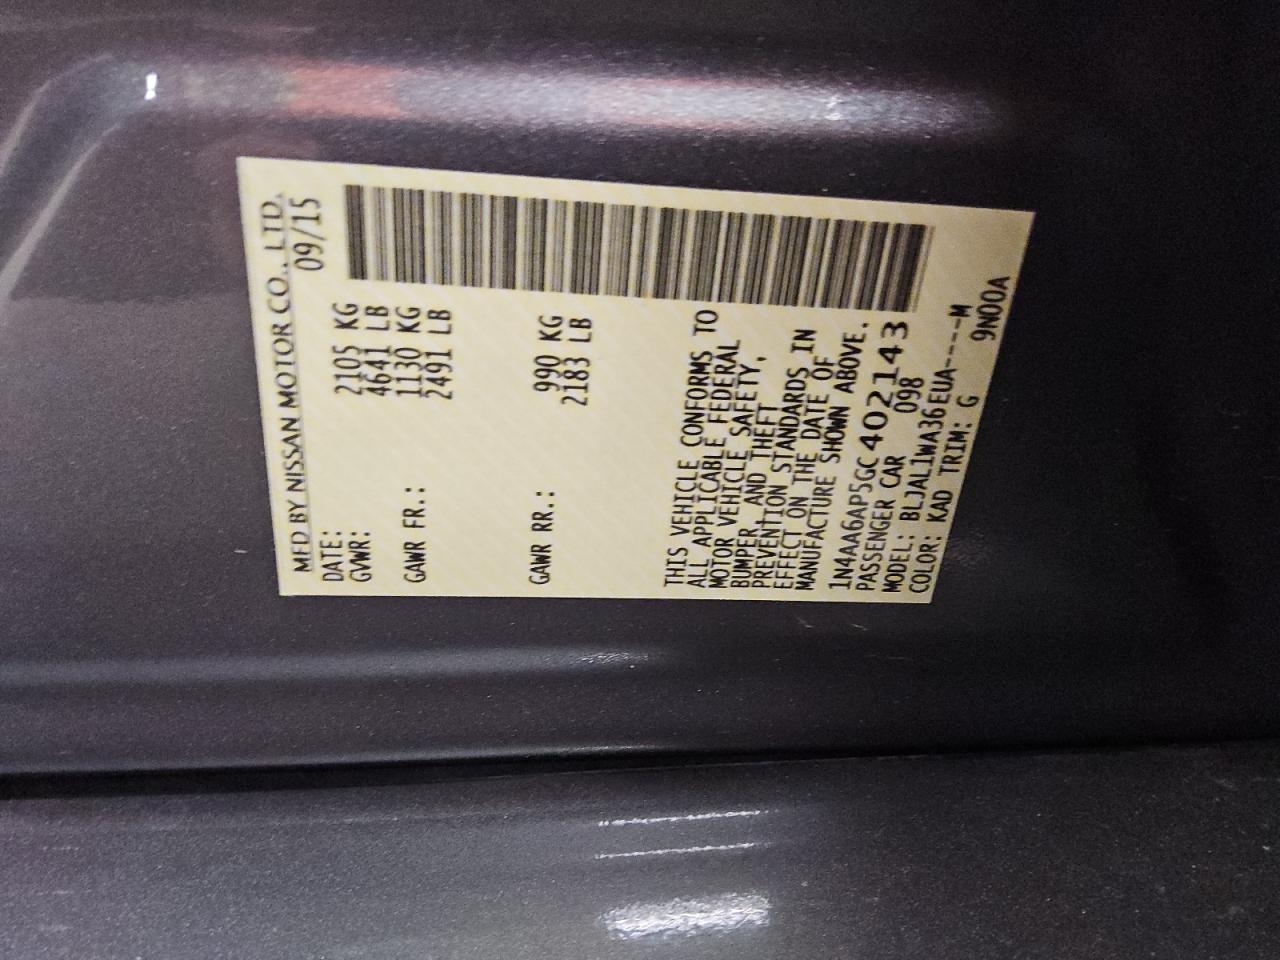 MFD BY NISSAN MOTOR CO., LTD.
DATE: 09/15
GVWR: 2105 KG
4641 LB
GAWR FR.: 1130 KG
2491 LB
GAWR RR.: 990 KG
2183 LB
THIS VEHICLE CONFORMS TO
ALL APPLICABLE FEDERAL
MOTOR VEHICLE SAFETY,
BUMPER, AND THEFT
PREVENTION STANDARDS IN
EFFECT ON THE DATE OF
MANUFACTURE SHOWN ABOVE.
1N4AA6AP5GC402143
PASSENGER CAR 098
MODEL: BLJAL1WA36EUA----M
COLOR: KAD TRIM: G 9N00A